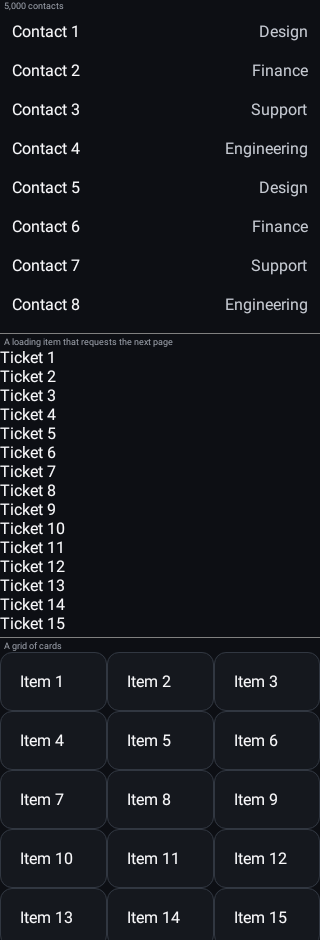 5,000 contacts
Contact 1 Design
Contact 2 Finance
Contact 3 Support
Contact 4 Engineering
Contact 5 Design
Contact 6 Finance
Contact 7 Support
Contact 8 Engineering
A loading item that requests the next page
Ticket 1
Ticket 2
Ticket 3
Ticket 4
Ticket 5
Ticket 6
Ticket 7
Ticket 8
Ticket 9
Ticket 10
Ticket 11
Ticket 12
Ticket 13
Ticket 14
Ticket 15
A grid of cards
Item 1 Item 2 Item 3
Item 4 Item 5 Item 6
Item 7 Item 8 Item 9
Item 10 Item 11 Item 12
Item 13 Item 14 Item 15